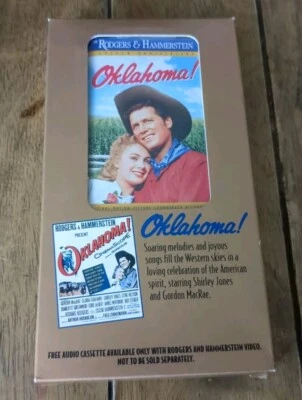 RODGERS & HAMMERSTEIN
Oklahoma!
RODGERS & HAMMERSTEIN
PRESENT
OKLAHOMA!
CINEMASCOPE
Oklahoma!
Soaring melodies and joyous
songs fill the Western skies in a
loving celebration of the American
spirit, starring Shirley Jones
and Gordon MacRae.
FREE AUDIO CASSETTE AVAILABLE ONLY WITH RODGERS AND HAMMERSTEIN VIDEO.
NOT TO BE SOLD SEPARATELY.